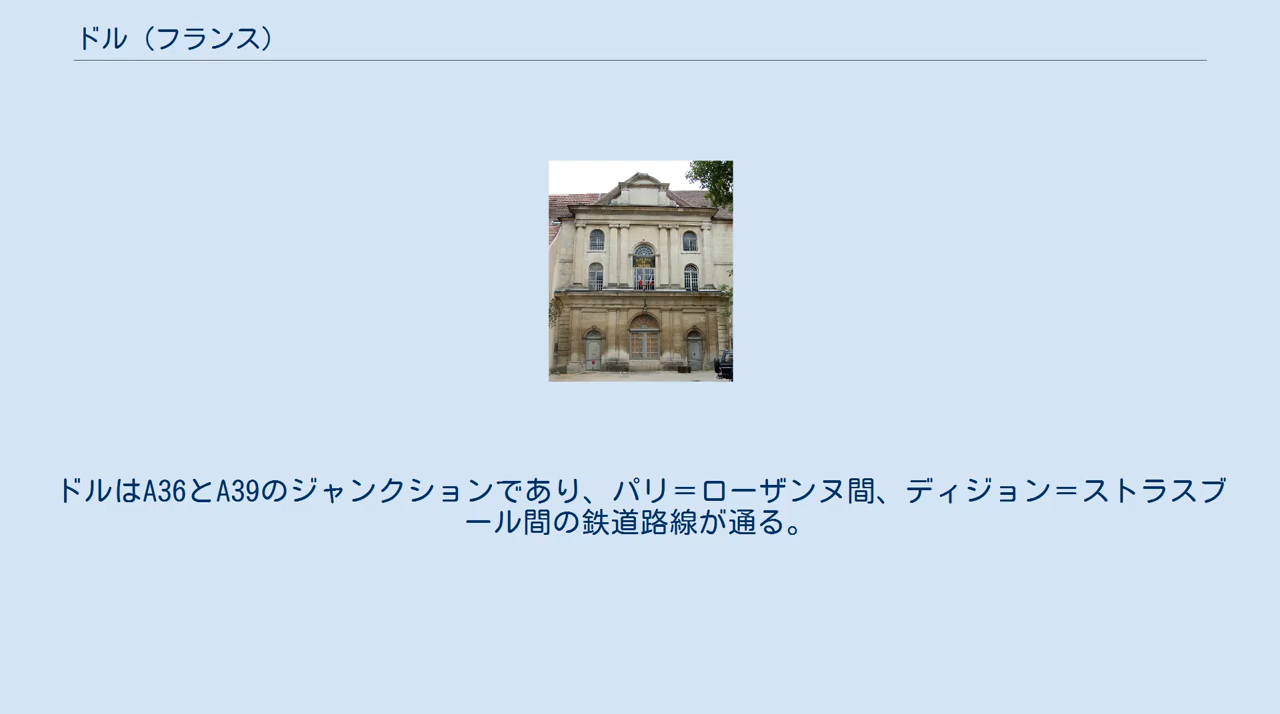 ドル（フランス）
ドルはA36とA39のジャンクションであり、パリ＝ローザンヌ間、ディジョン＝ストラスブ
ール間の鉄道路線が通る。